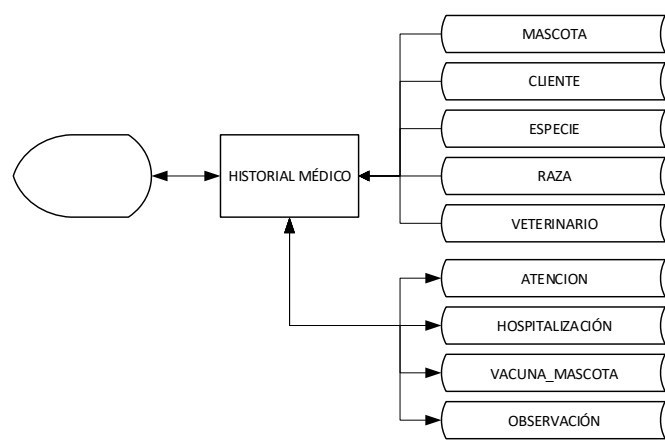 MASCOTA
CLIENTE
ESPECIE
HISTORIAL MÉDICO
RAZA
VETERINARIO
ATENCION
HOSPITALIZACIÓN
VACUNA_MASCOTA
OBSERVACIÓN